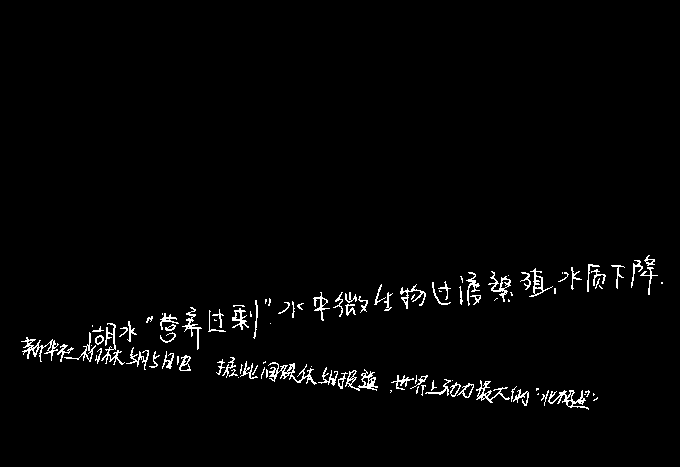 湖水“营养过剩”.水中微生物过度繁殖,水质下降.
新华社柏林5月5日电 据此间媒体5日报道,世界上动力最大的“北极星”